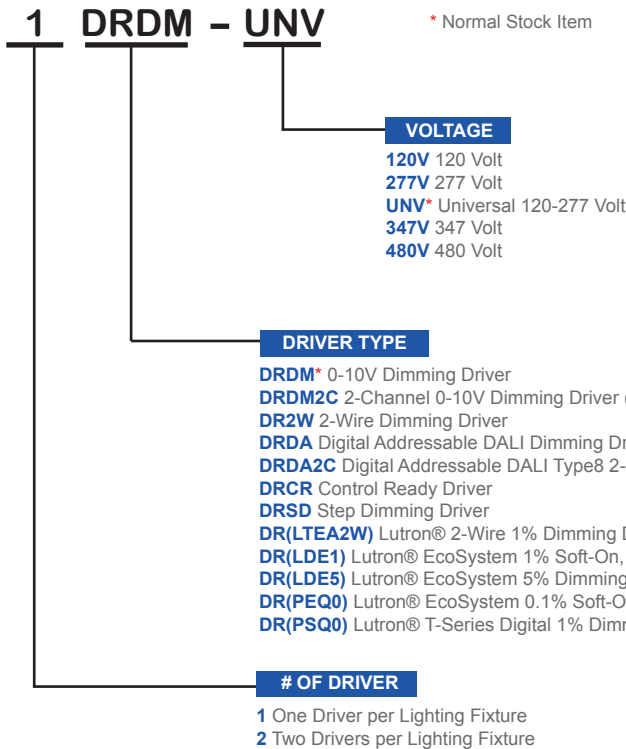 1 DRDM – UNV
* Normal Stock Item
VOLTAGE
120V 120 Volt
277V 277 Volt
UNV* Universal 120-277 Volt
347V 347 Volt
480V 480 Volt
DRIVER TYPE
DRDM* 0-10V Dimming Driver
DRDM2C 2-Channel 0-10V Dimming Driver
DR2W 2-Wire Dimming Driver
DRDA Digital Addressable DALI Dimming
DRDA2C Digital Addressable DALI Type8 2-
DRCR Control Ready Driver
DRSD Step Dimming Driver
DR(LTEA2W) Lutron® 2-Wire 1% Dimming
DR(LDE1) Lutron® EcoSystem 1% Soft-On,
DR(LDE5) Lutron® EcoSystem 5% Dimming
DR(PEQ0) Lutron® EcoSystem 0.1%
DR(PSQ0) Lutron® T-Series Digital 1%
# OF DRIVER
1 One Driver per Lighting Fixture
2 Two Drivers per Lighting Fixture